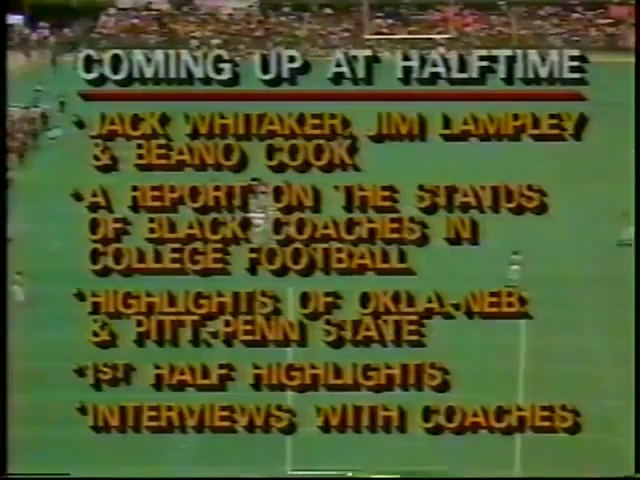 COMING UP AT HALFTIME
*JACK WHITAKER, JIM LAMPLEY
& BEANO COOK
*A REPORT ON THE STATUS
OF BLACK COACHES IN
COLLEGE FOOTBALL
*HIGHLIGHTS OF OKLA.-NEB.
& PITT.-PENN STATE
*1ST HALF HIGHLIGHTS
*INTERVIEWS WITH COACHES